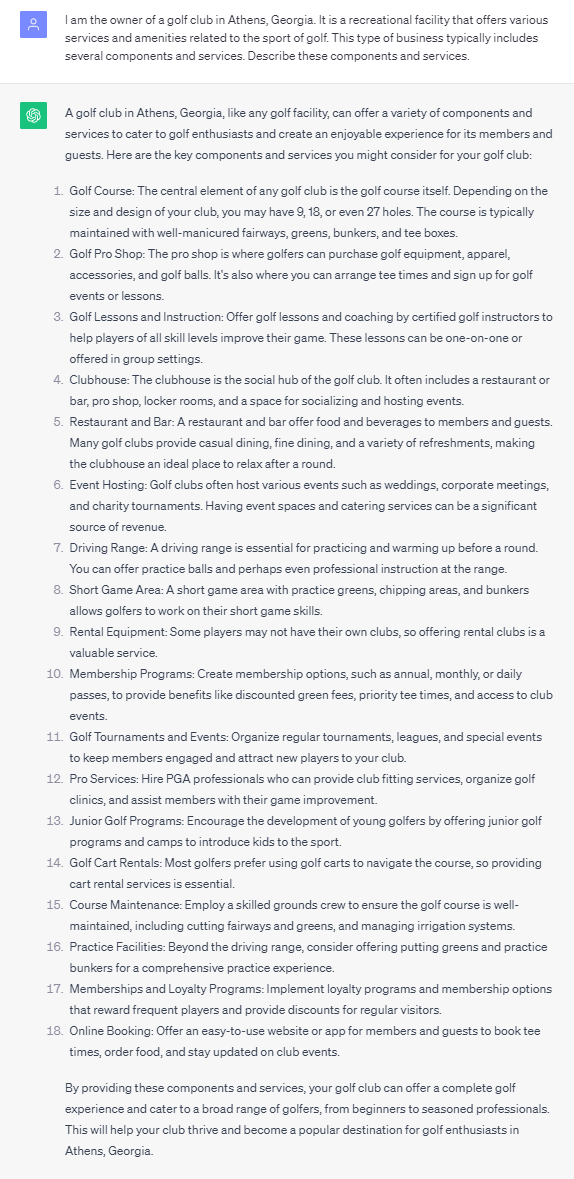 I am the owner of a golf club in Athens, Georgia. It is a recreational facility that offers various
services and amenities related to the sport of golf. This type of business typically includes
several components and services. Describe these components and services.
A golf club in Athens, Georgia, like any golf facility, can offer a variety of components and
services to cater to golf enthusiasts and create an enjoyable experience for its members and
guests. Here are the key components and services you might consider for your golf club:
1. Golf Course: The central element of any golf club is the golf course itself. Depending on the
size and design of your club, you may have 9, 18, or even 27 holes. The course is typically
maintained with well-manicured fairways, greens, bunkers, and tee boxes.
2. Golf Pro Shop: The pro shop is where golfers can purchase golf equipment, apparel,
accessories, and golf balls. It's also where you can arrange tee times and sign up for golf
events or lessons.
3. Golf Lessons and Instruction: Offer golf lessons and coaching by certified golf instructors to
help players of all skill levels improve their game. These lessons can be one-on-one or
offered in group settings.
4. Clubhouse: The clubhouse is the social hub of the golf club. It often includes a restaurant or
bar, pro shop, locker rooms, and a space for socializing and hosting events.
5. Restaurant and Bar: A restaurant and bar offer food and beverages to members and guests.
Many golf clubs provide casual dining, fine dining, and a variety of refreshments, making
the clubhouse an ideal place to relax after a round.
6. Event Hosting: Golf clubs often host various events such as weddings, corporate meetings,
and charity tournaments. Having event spaces and catering services can be a significant
source of revenue.
7. Driving Range: A driving range is essential for practicing and warming up before a round.
You can offer practice balls and perhaps even professional instruction at the range.
8. Short Game Area: A short game area with practice greens, chipping areas, and bunkers
allows golfers to work on their short game skills.
9. Rental Equipment: Some players may not have their own clubs, so offering rental clubs is a
valuable service.
10. Membership Programs: Create membership options, such as annual, monthly, or daily
passes, to provide benefits like discounted green fees, priority tee times, and access to club
events.
11. Golf Tournaments and Events: Organize regular tournaments, leagues, and special events
to keep members engaged and attract new players to your club.
12. Pro Services: Hire PGA professionals who can provide club fitting services, organize golf
clinics, and assist members with their game improvement.
13. Junior Golf Programs: Encourage the development of young golfers by offering junior golf
programs and camps to introduce kids to the sport.
14. Golf Cart Rentals: Most golfers prefer using golf carts to navigate the course, so providing
cart rental services is essential.
15. Course Maintenance: Employ a skilled grounds crew to ensure the golf course is well-
maintained, including cutting fairways and greens, and managing irrigation systems.
16. Practice Facilities: Beyond the driving range, consider offering putting greens and practice
bunkers for a comprehensive practice experience.
17. Memberships and Loyalty Programs: Implement loyalty programs and membership options
that reward frequent players and provide discounts for regular visitors.
18. Online Booking: Offer an easy-to-use website or app for members and guests to book tee
times, order food, and stay updated on club events.
By providing these components and services, your golf club can offer a complete golf
experience and cater to a broad range of golfers, from beginners to seasoned professionals.
This will help your club thrive and become a popular destination for golf enthusiasts in
Athens, Georgia.